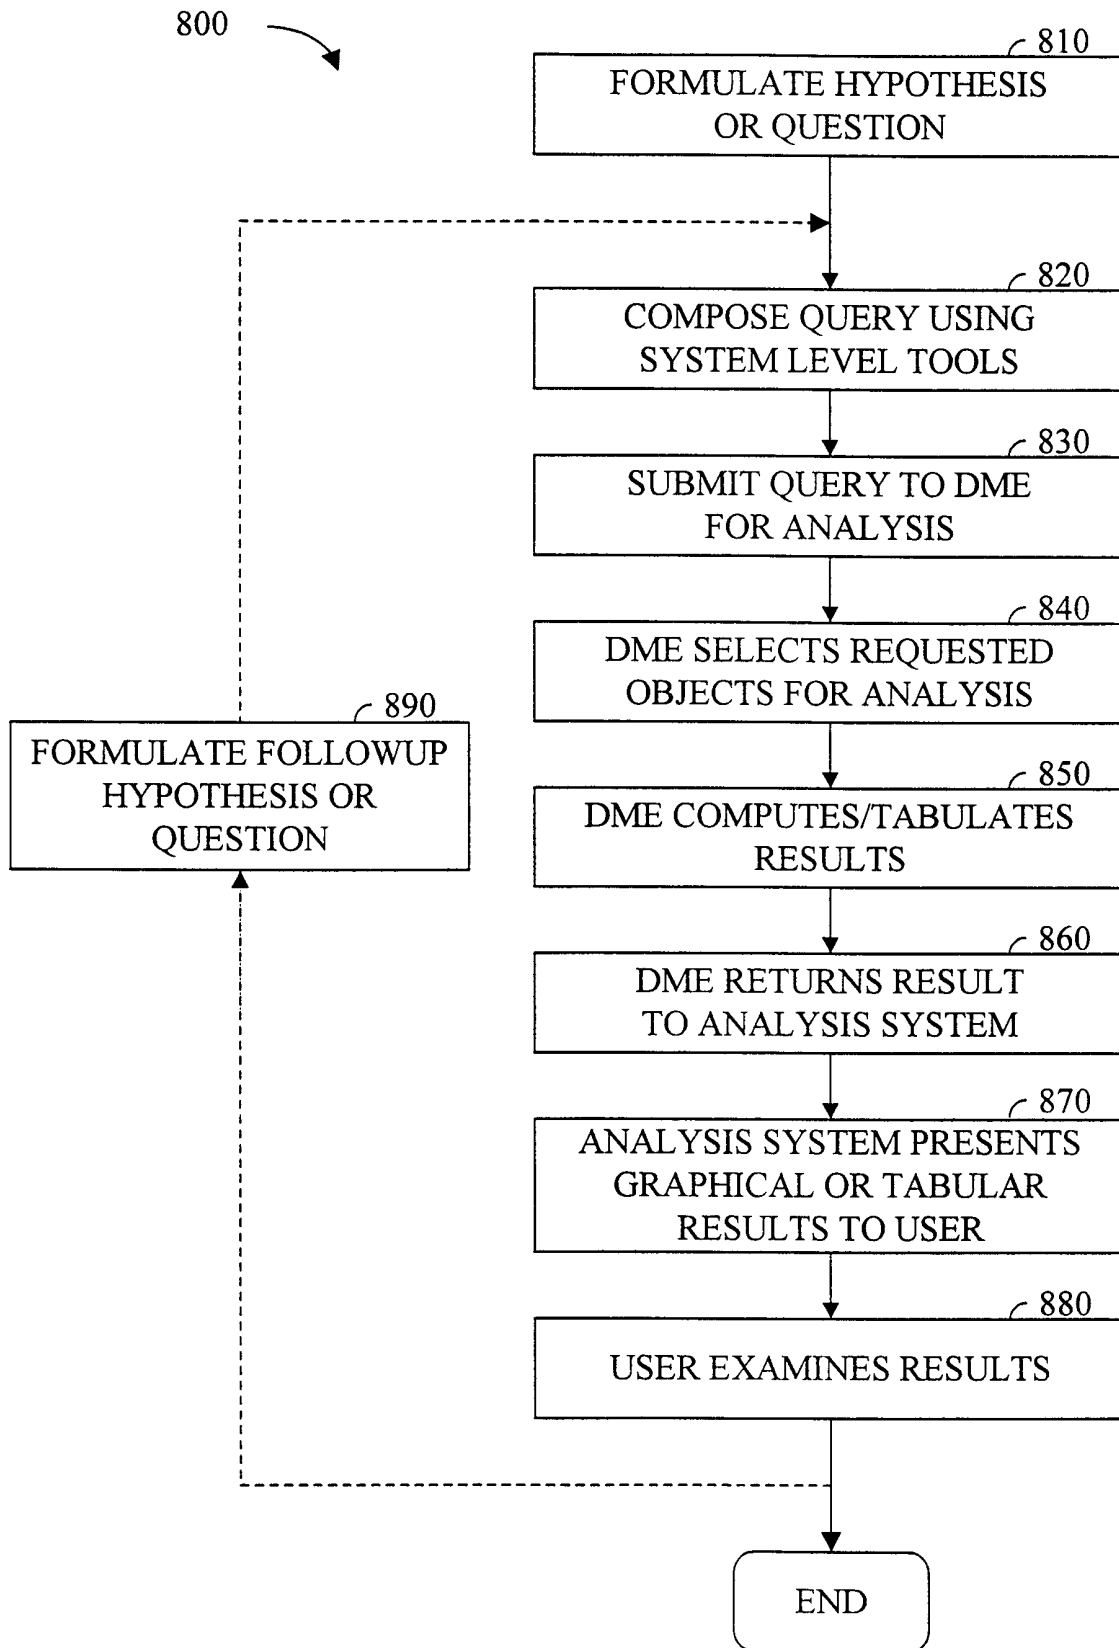 800
810
FORMULATE HYPOTHESIS
OR QUESTION
820
COMPOSE QUERY USING
SYSTEM LEVEL TOOLS
830
SUBMIT QUERY TO DME
FOR ANALYSIS
840
DME SELECTS REQUESTED
OBJECTS FOR ANALYSIS
850
DME COMPUTES/TABULATES
RESULTS
860
DME RETURNS RESULT
TO ANALYSIS SYSTEM
870
ANALYSIS SYSTEM PRESENTS
GRAPHICAL OR TABULAR
RESULTS TO USER
880
USER EXAMINES RESULTS
890
FORMULATE FOLLOWUP
HYPOTHESIS OR
QUESTION
END